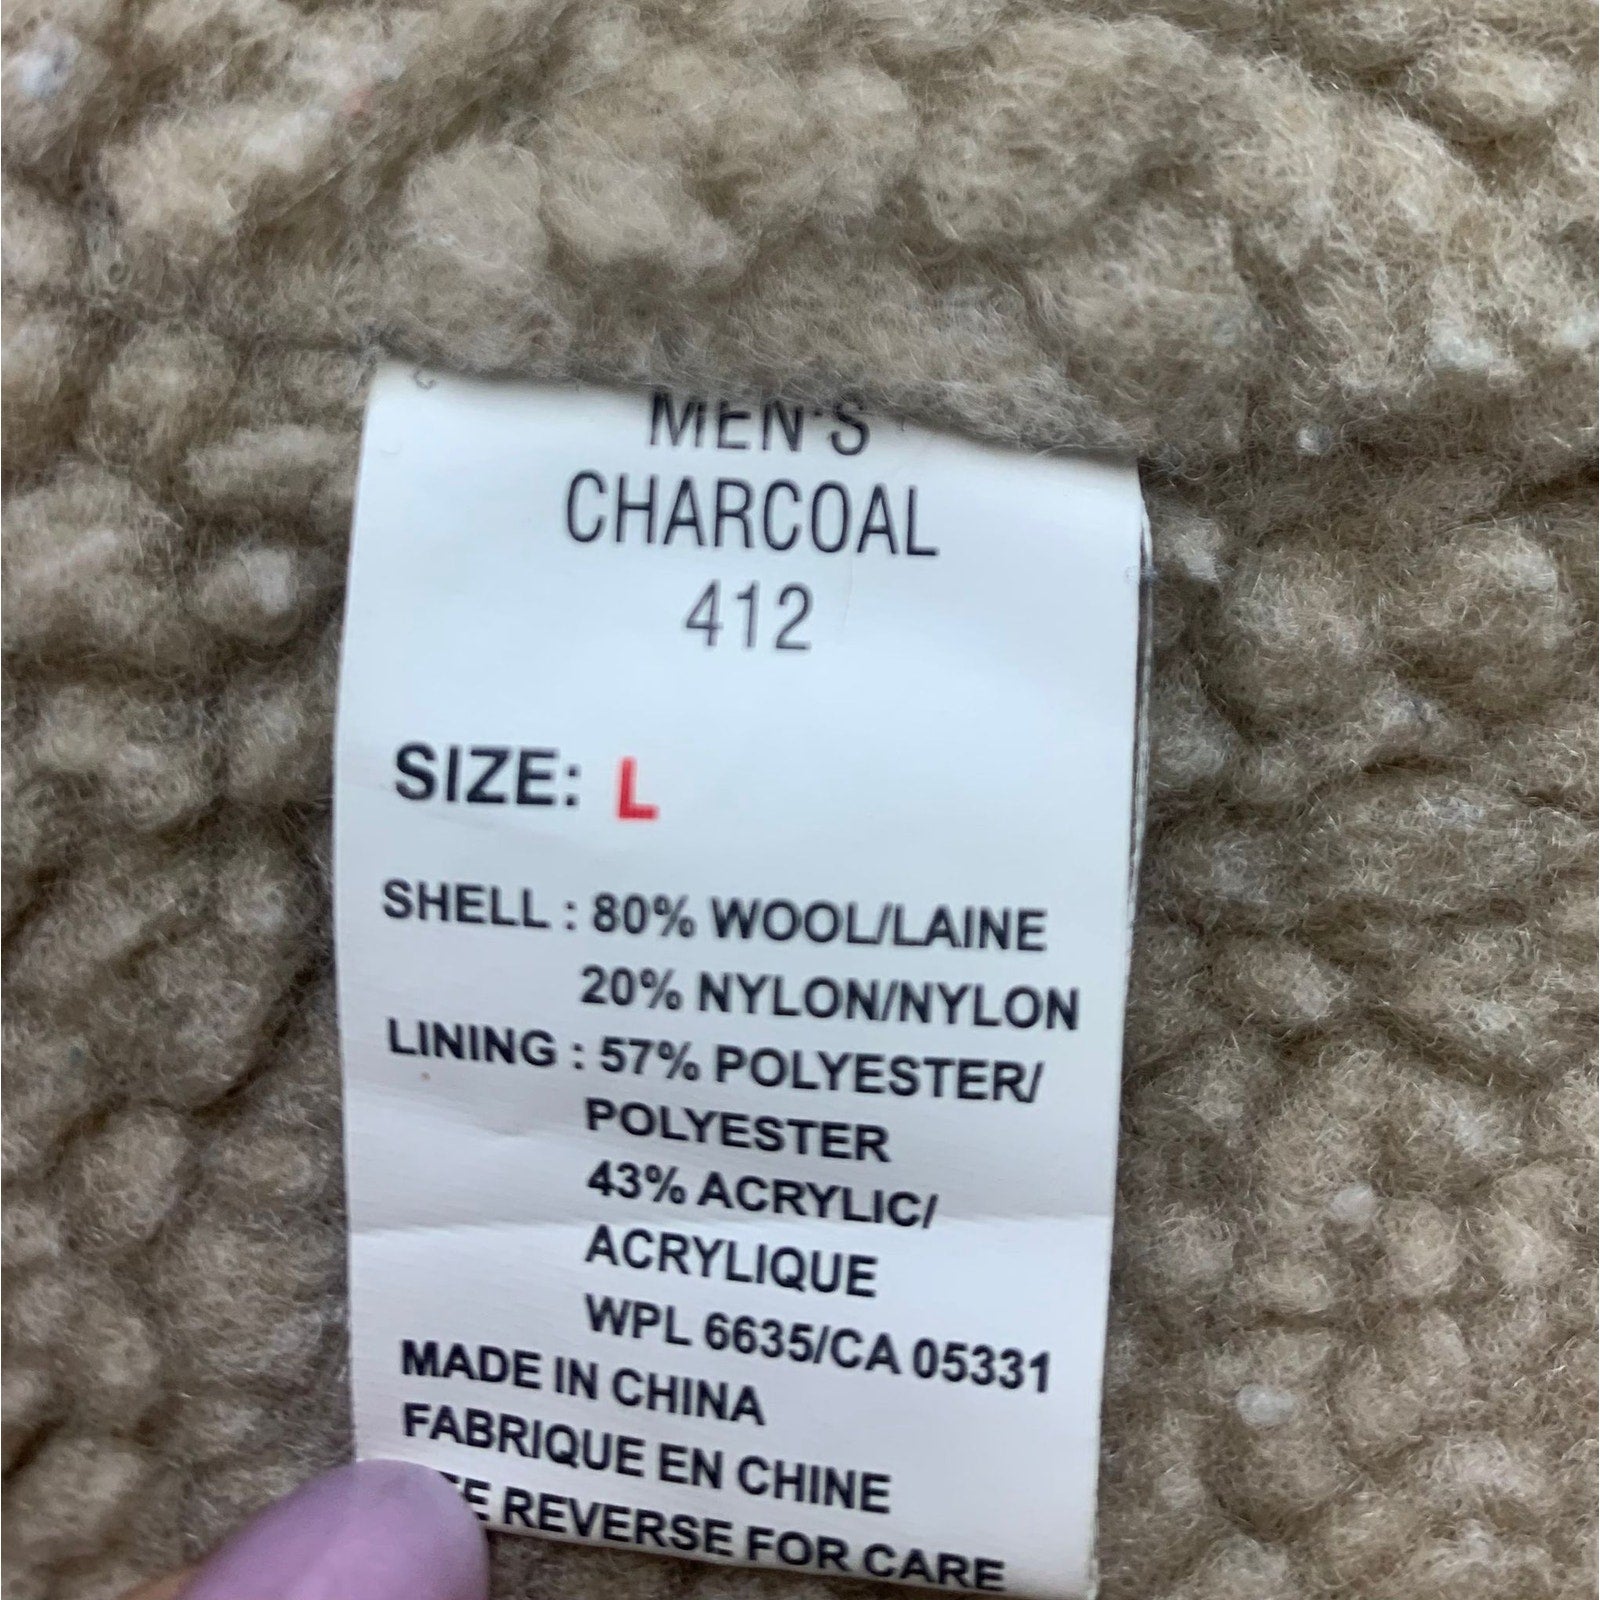 MEN'S
CHARCOAL
412
SIZE: L
SHELL : 80% WOOL/LAINE
20% NYLON/NYLON
LINING : 57% POLYESTER/
POLYESTER
43% ACRYLIC/
ACRYLIQUE
WPL 6635/CA 05331
MADE IN CHINA
FABRIQUE EN CHINE
REVERSE FOR CARE